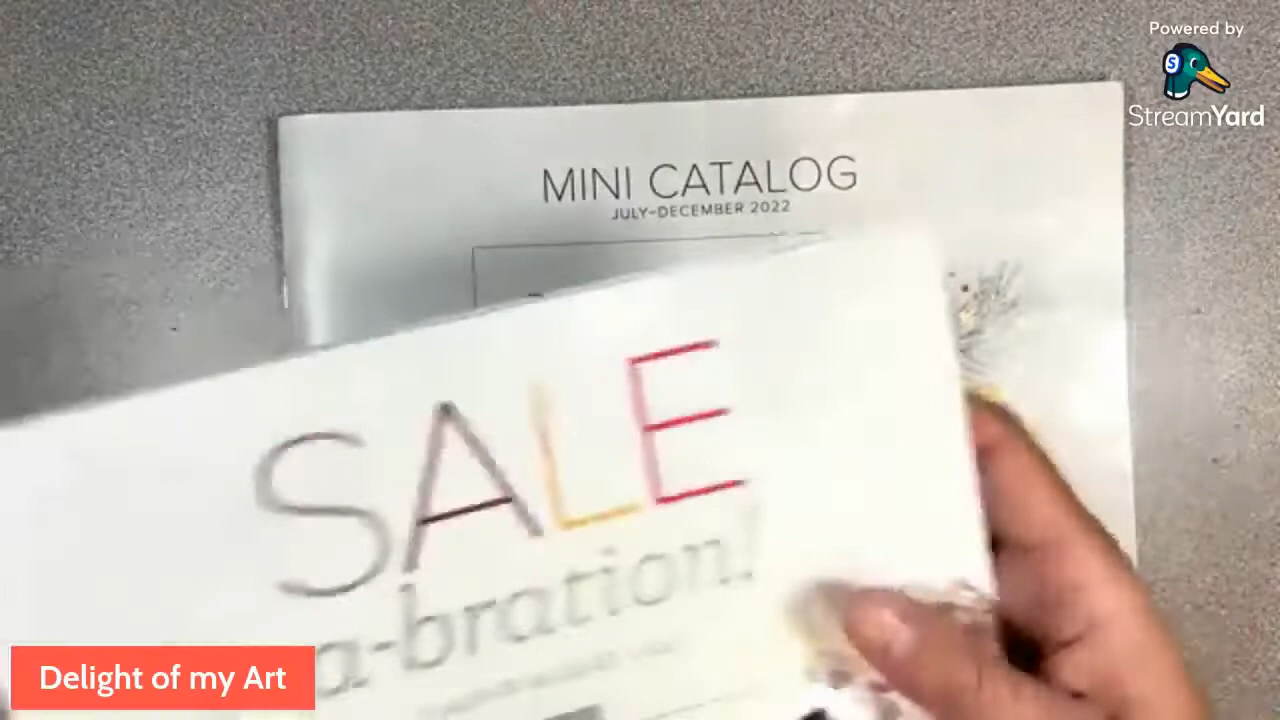 Powered by
StreamYard
MINI CATALOG
JULY–DECEMBER 2022
SALE
a-bration!
Delight of my Art